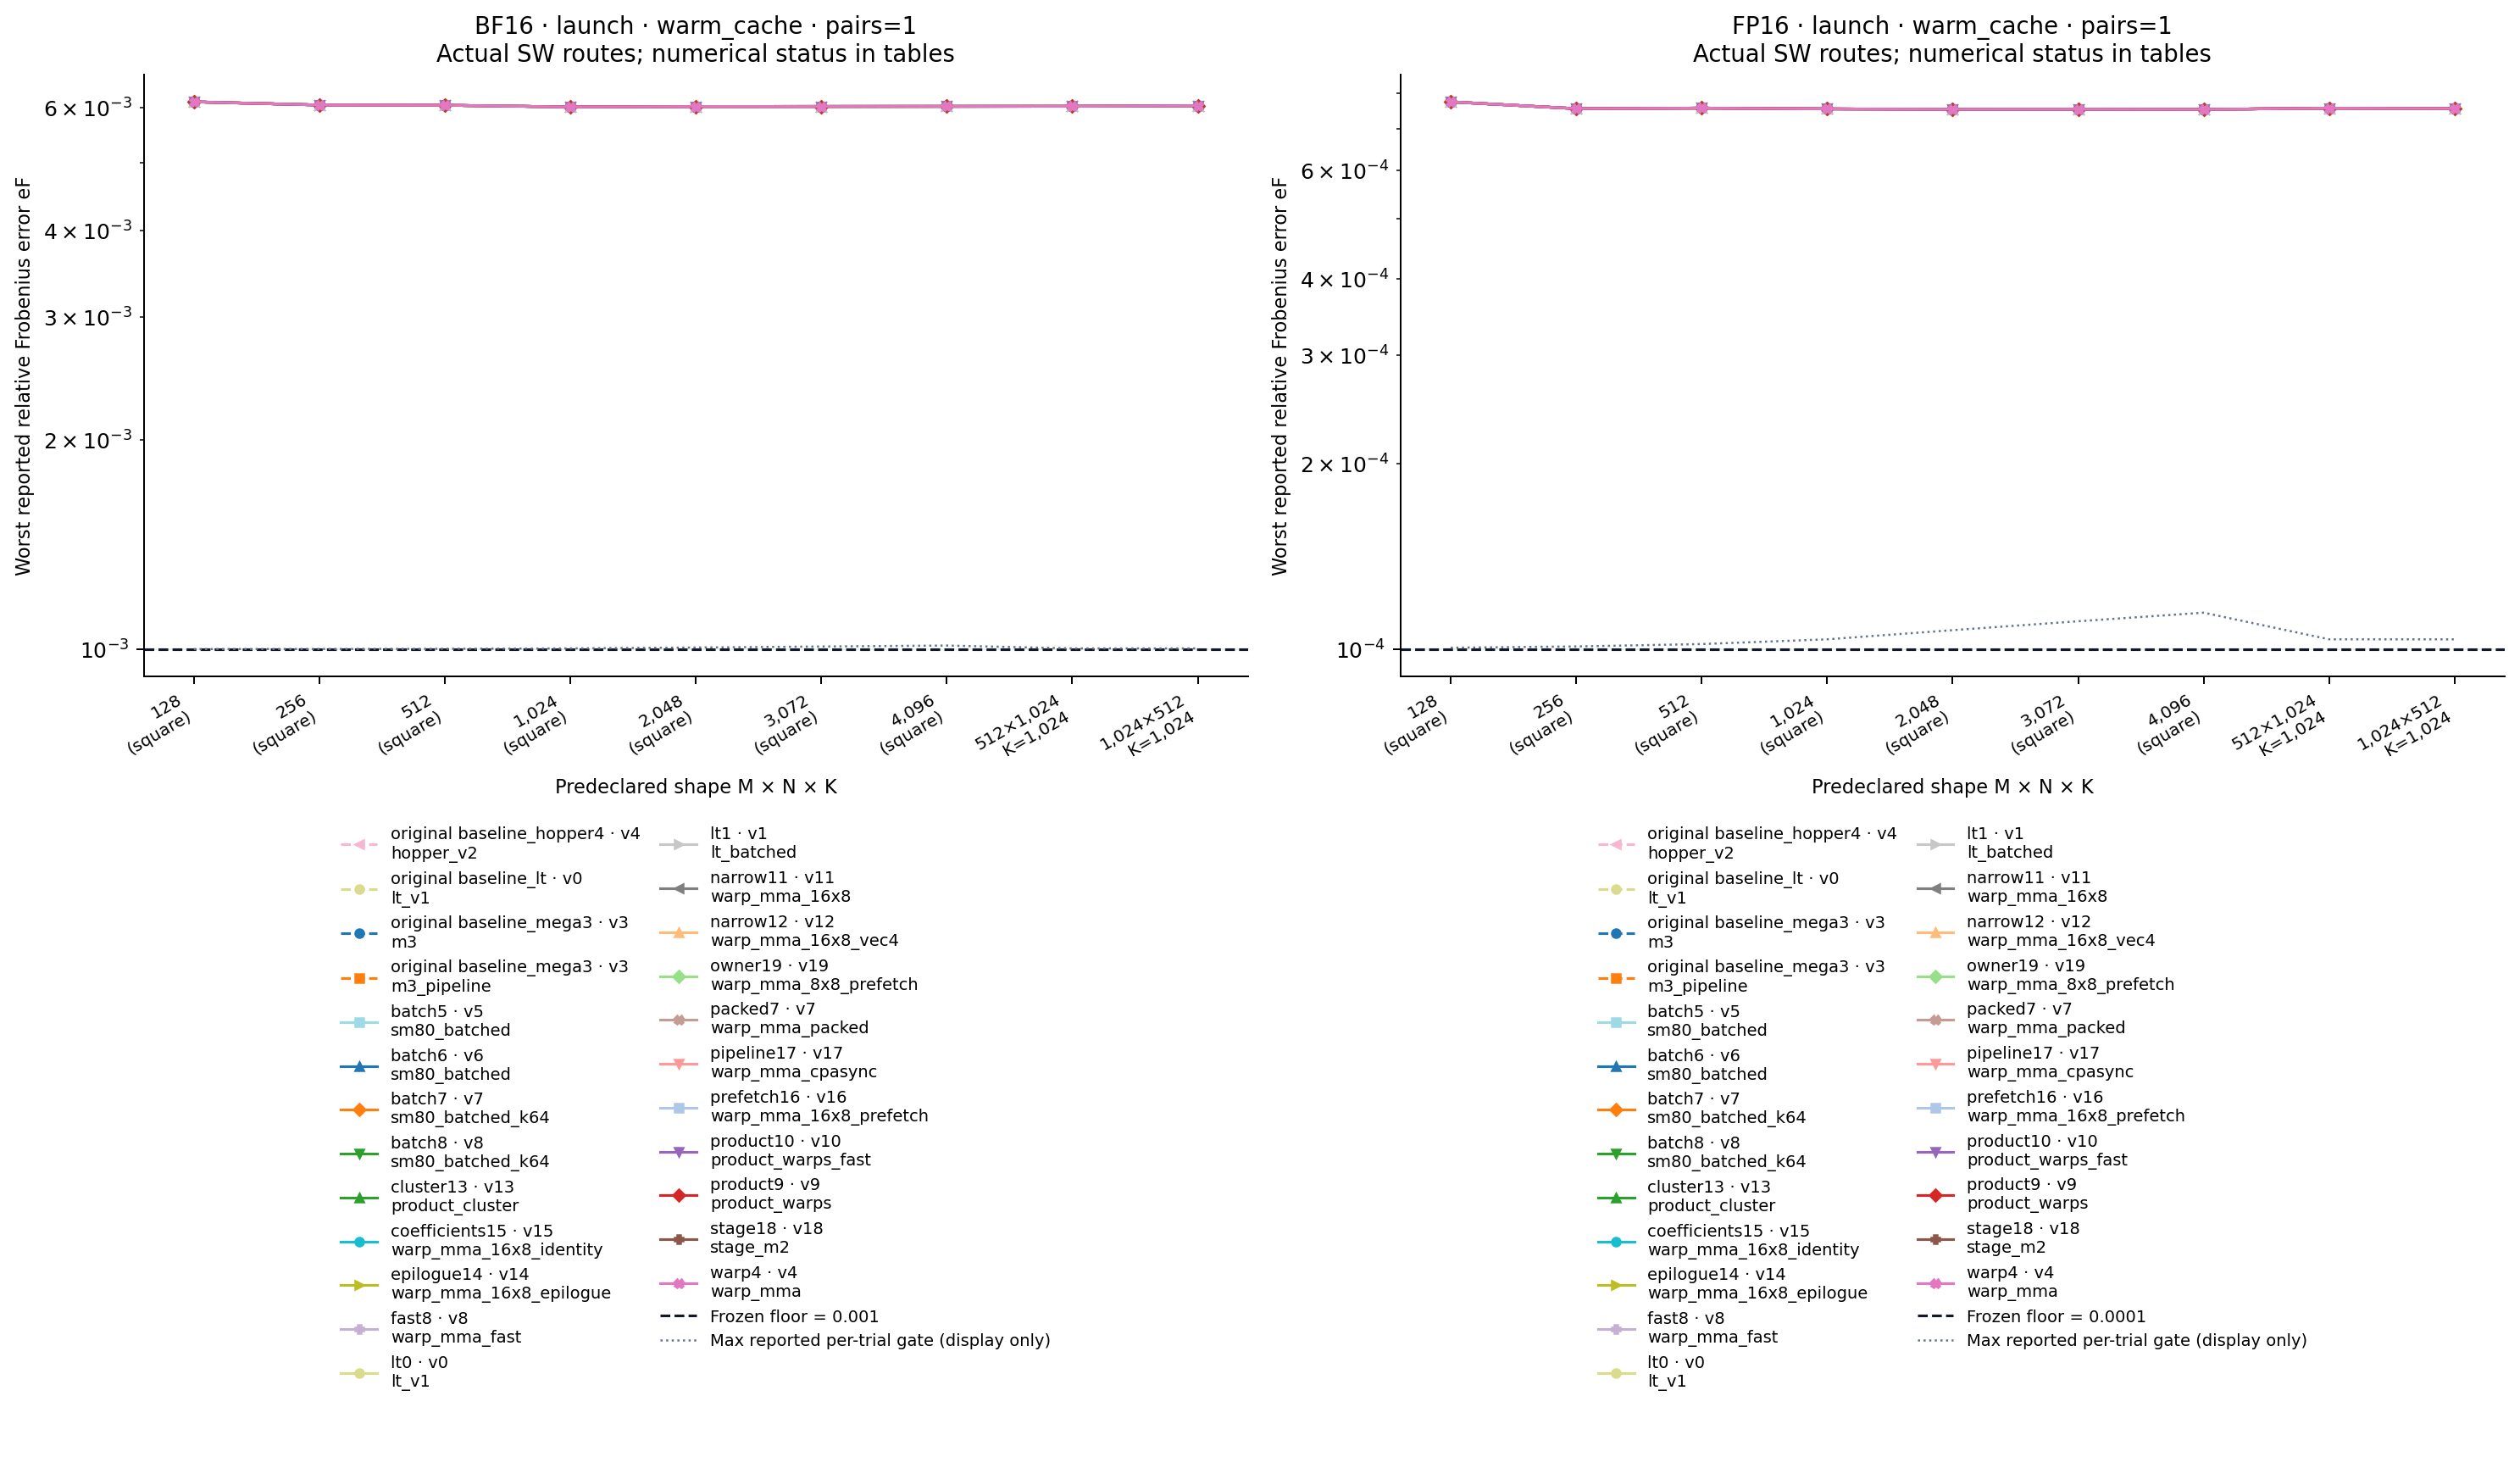 BF16 · launch · warm_cache · pairs=1
Actual SW routes; numerical status in tables
Worst reported relative Frobenius error eF
6 × 10⁻³
4 × 10⁻³
3 × 10⁻³
2 × 10⁻³
10⁻³
128
(square)
256
(square)
512
(square)
1,024
(square)
2,048
(square)
3,072
(square)
4,096
(square)
512×1,024
K=1,024
1,024×512
K=1,024
Predeclared shape M × N × K
original baseline_hopper4 · v4
hopper_v2
original baseline_lt · v0
lt_v1
original baseline_mega3 · v3
m3
original baseline_mega3 · v3
m3_pipeline
batch5 · v5
sm80_batched
batch6 · v6
sm80_batched
batch7 · v7
sm80_batched_k64
batch8 · v8
sm80_batched_k64
cluster13 · v13
product_cluster
coefficients15 · v15
warp_mma_16x8_identity
epilogue14 · v14
warp_mma_16x8_epilogue
fast8 · v8
warp_mma_fast
lt0 · v0
lt_v1
lt1 · v1
lt_batched
narrow11 · v11
warp_mma_16x8
narrow12 · v12
warp_mma_16x8_vec4
owner19 · v19
warp_mma_8x8_prefetch
packed7 · v7
warp_mma_packed
pipeline17 · v17
warp_mma_cpasync
prefetch16 · v16
warp_mma_16x8_prefetch
product10 · v10
product_warps_fast
product9 · v9
product_warps
stage18 · v18
stage_m2
warp4 · v4
warp_mma
Frozen floor = 0.001
Max reported per-trial gate (display only)
FP16 · launch · warm_cache · pairs=1
Actual SW routes; numerical status in tables
Worst reported relative Frobenius error eF
6 × 10⁻⁴
4 × 10⁻⁴
3 × 10⁻⁴
2 × 10⁻⁴
10⁻⁴
128
(square)
256
(square)
512
(square)
1,024
(square)
2,048
(square)
3,072
(square)
4,096
(square)
512×1,024
K=1,024
1,024×512
K=1,024
Predeclared shape M × N × K
original baseline_hopper4 · v4
hopper_v2
original baseline_lt · v0
lt_v1
original baseline_mega3 · v3
m3
original baseline_mega3 · v3
m3_pipeline
batch5 · v5
sm80_batched
batch6 · v6
sm80_batched
batch7 · v7
sm80_batched_k64
batch8 · v8
sm80_batched_k64
cluster13 · v13
product_cluster
coefficients15 · v15
warp_mma_16x8_identity
epilogue14 · v14
warp_mma_16x8_epilogue
fast8 · v8
warp_mma_fast
lt0 · v0
lt_v1
lt1 · v1
lt_batched
narrow11 · v11
warp_mma_16x8
narrow12 · v12
warp_mma_16x8_vec4
owner19 · v19
warp_mma_8x8_prefetch
packed7 · v7
warp_mma_packed
pipeline17 · v17
warp_mma_cpasync
prefetch16 · v16
warp_mma_16x8_prefetch
product10 · v10
product_warps_fast
product9 · v9
product_warps
stage18 · v18
stage_m2
warp4 · v4
warp_mma
Frozen floor = 0.0001
Max reported per-trial gate (display only)